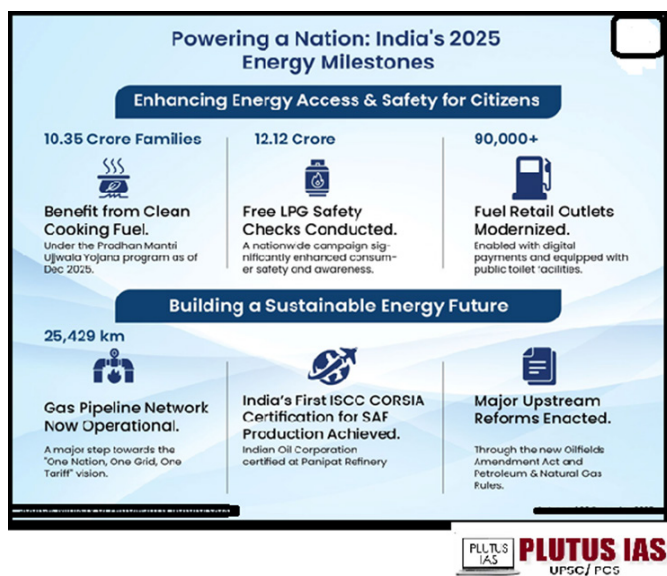 Powering a Nation: India's 2025
Energy Milestones
Enhancing Energy Access & Safety for Citizens
10.35 Crore Families
Benefit from Clean
Cooking Fuel.
Under the Pradhan Mantri
Ujjwala Yojana program as of
Dec 2025.
12.12 Crore
Free LPG Safety
Checks Conducted.
A nationwide campaign sig-
nificantly enhanced consum-
er safety and awareness.
90,000+
Fuel Retail Outlets
Modernized.
Enabled with digital
payments and equipped with
public toilet facilities.
Building a Sustainable Energy Future
25,429 km
Gas Pipeline Network
Now Operational.
A major step towards the
"One Nation, One Grid, One
Tariff" vision.
India's First ISCC CORSIA
Certification for SAF
Production Achieved.
Indian Oil Corporation
certified at Panipat Refinery
Major Upstream
Reforms Enacted.
Through the new Oilfields
Amendment Act and
Petroleum & Natural Gas
Rules.
PLUTUS
IAS
PLUTUS IAS
UPSC/ PCS